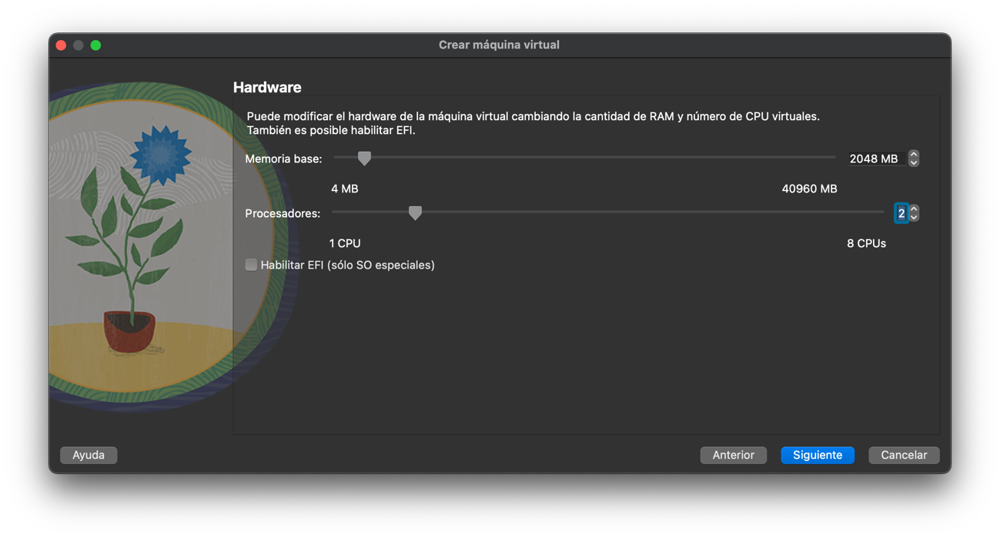 Crear máquina virtual
Hardware
Puede modificar el hardware de la máquina virtual cambiando la cantidad de RAM y número de CPU virtuales.
También es posible habilitar EFI.
Memoria base: 2048 MB
4 MB 40960 MB
Procesadores: 2
1 CPU 8 CPUs
Habilitar EFI (sólo SO especiales)
Ayuda Anterior Siguiente Cancelar